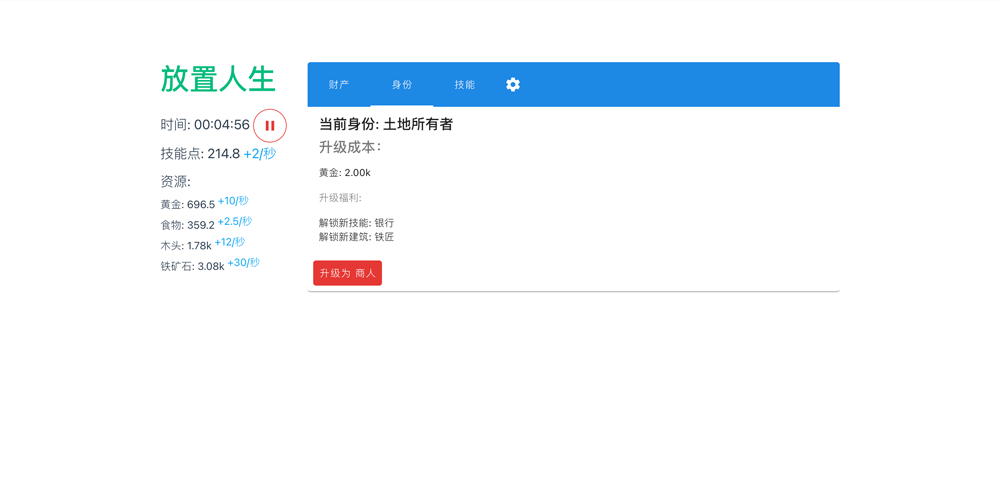 放置人生
时间: 00:04:56
技能点: 214.8 +2/秒
资源:
黄金: 696.5 +10/秒
食物: 359.2 +2.5/秒
木头: 1.78k +12/秒
铁矿石: 3.08k +30/秒
财产 身份 技能
当前身份: 土地所有者
升级成本:
黄金: 2.00k
升级福利:
解锁新技能: 银行
解锁新建筑: 铁匠
升级为 商人